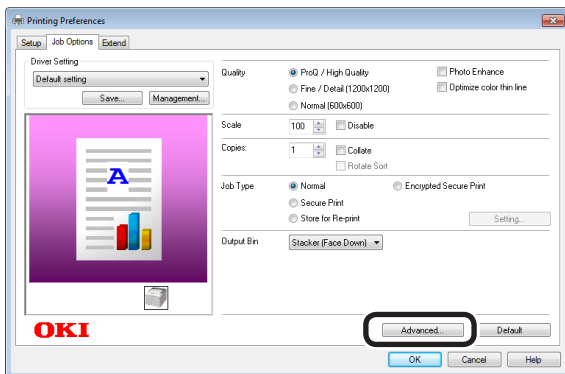 Printing Preferences
Setup Job Options Extend
Driver Setting
Default setting
Save... Management...
A
OKI
Quality ProQ / High Quality Photo Enhance
Fine / Detail (1200x1200) Optimize color thin line
Normal (600x600)
Scale 100 Disable
Copies: 1 Collate
Rotate Sort
Job Type Normal Encrypted Secure Print
Secure Print
Store for Re-print Setting...
Output Bin Stacker (Face Down)
Advanced... Default
OK Cancel Help